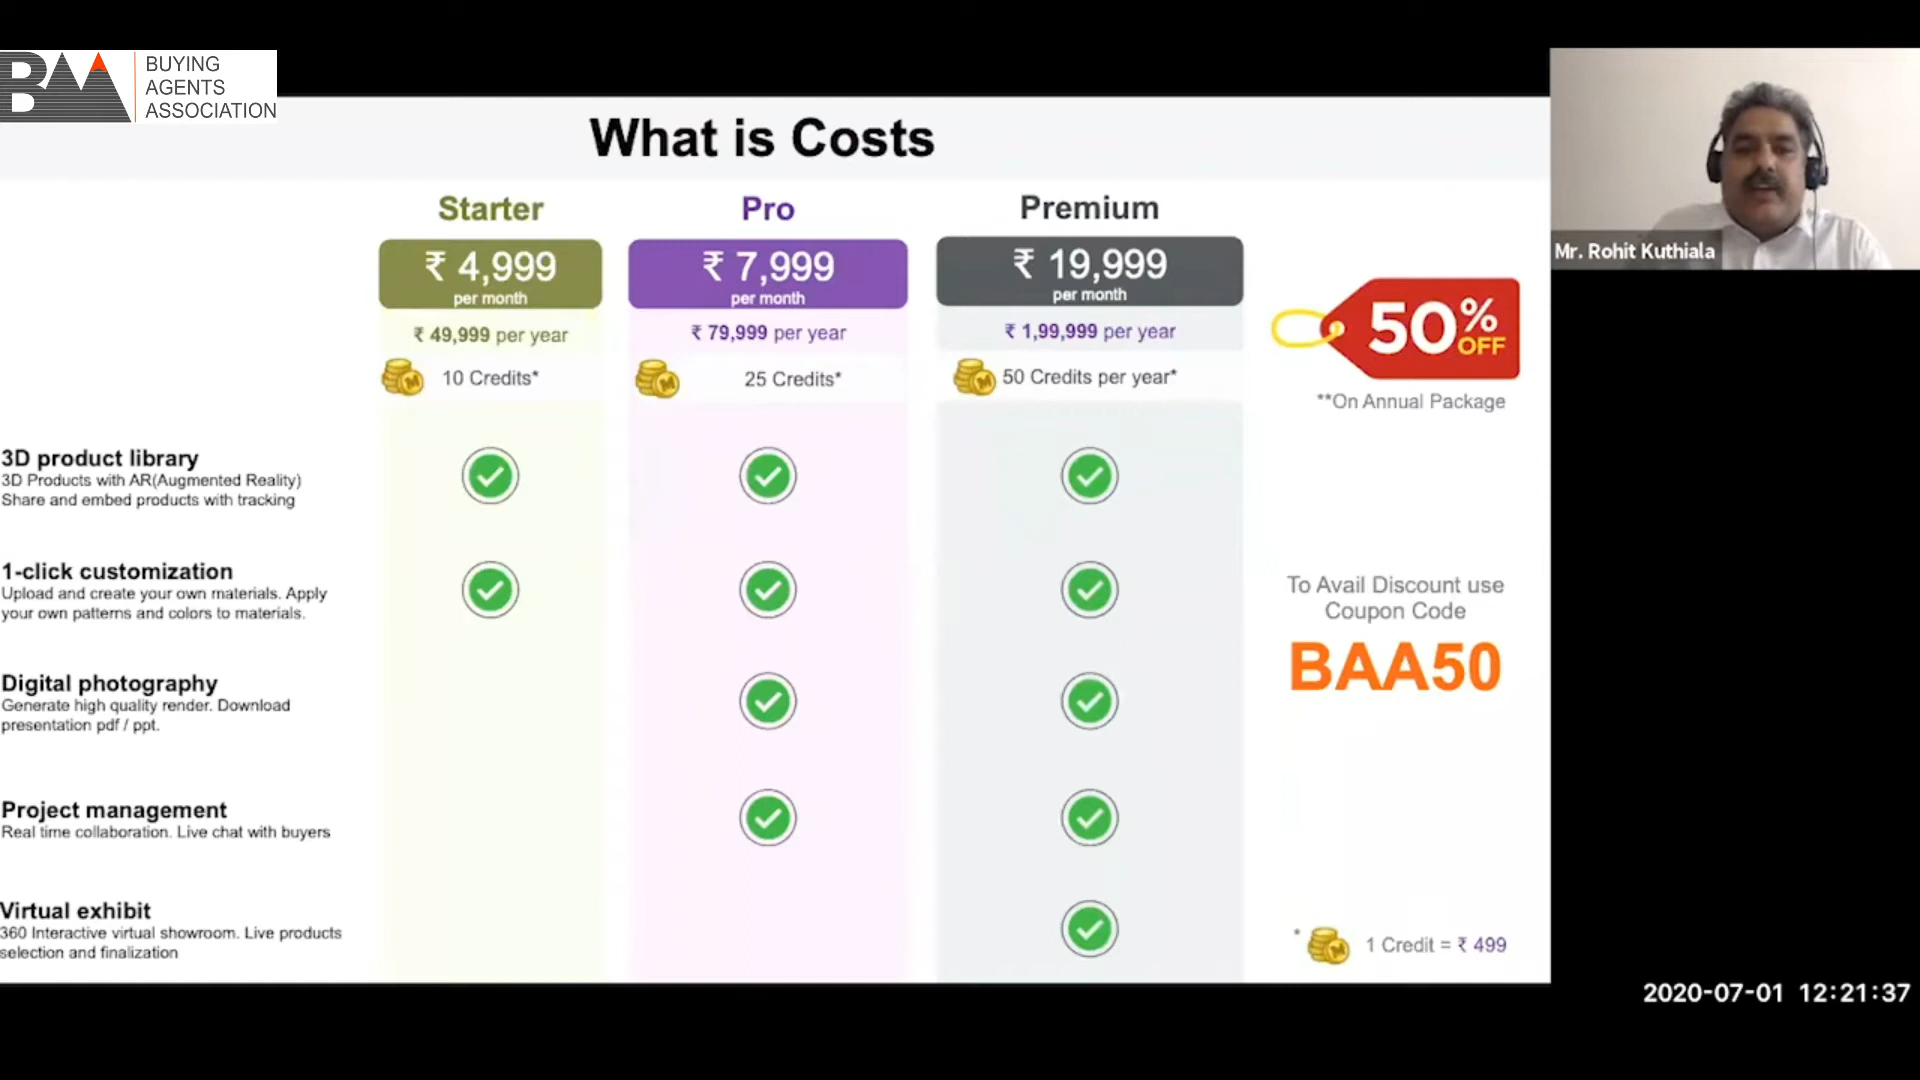 BAA
BUYING
AGENTS
ASSOCIATION
What is Costs
Starter
₹ 4,999
per month
₹ 49,999 per year
10 Credits*
Pro
₹ 7,999
per month
₹ 79,999 per year
25 Credits*
Premium
₹ 19,999
per month
₹ 1,99,999 per year
50 Credits per year*
50% OFF
**On Annual Package
Mr. Rohit Kuthiala
3D product library
3D Products with AR(Augmented Reality)
Share and embed products with tracking
1-click customization
Upload and create your own materials. Apply
your own patterns and colors to materials.
To Avail Discount use
Coupon Code
BAA50
Digital photography
Generate high quality render. Download
presentation pdf / ppt.
Project management
Real time collaboration. Live chat with buyers
Virtual exhibit
360 Interactive virtual showroom. Live products
selection and finalization
* 1 Credit = ₹ 499
2020-07-01 12:21:37